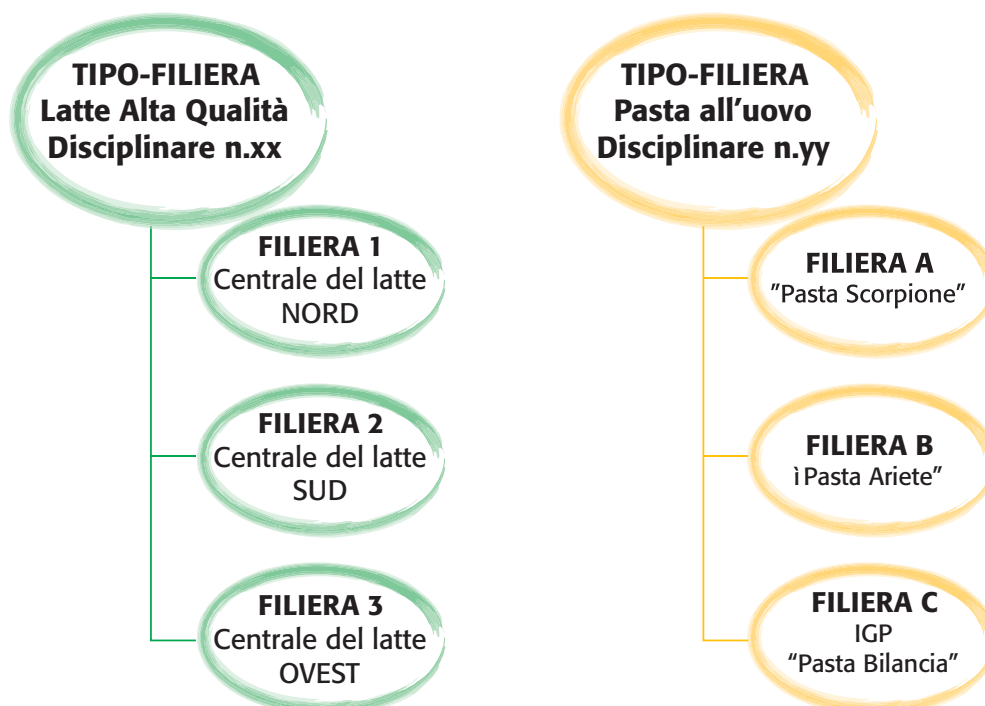 TIPO-FILIERA
Latte Alta Qualità
Disciplinare n.xx
FILIERA 1
Centrale del latte
NORD
FILIERA 2
Centrale del latte
SUD
FILIERA 3
Centrale del latte
OVEST
TIPO-FILIERA
Pasta all’uovo
Disciplinare n.yy
FILIERA A
”Pasta Scorpione”
FILIERA B
ìPasta Ariete”
FILIERA C
IGP
“Pasta Bilancia”